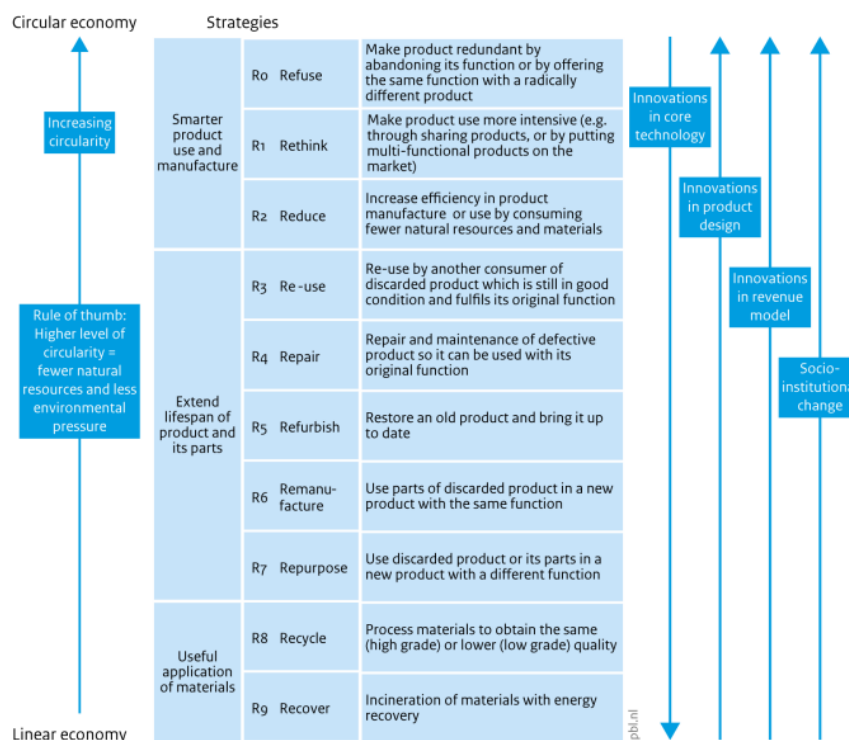 Circular economy
Strategies
Increasing
circularity
Rule of thumb:
Higher level of
circularity =
fewer natural
resources and less
environmental
pressure
Linear economy
Smarter
product
use and
manufacture
R0 Refuse
Make product redundant by
abandoning its function or by offering
the same function with a radically
different product
R1 Rethink
Make product use more intensive (e.g.
through sharing products, or by putting
multi-functional products on the
market)
R2 Reduce
Increase efficiency in product
manufacture or use by consuming
fewer natural resources and materials
Extend
lifespan of
product and
its parts
R3 Re-use
Re-use by another consumer of
discarded product which is still in good
condition and fulfils its original function
R4 Repair
Repair and maintenance of defective
product so it can be used with its
original function
R5 Refurbish
Restore an old product and bring it up
to date
R6 Remanu-
facture
Use parts of discarded product in a new
product with the same function
R7 Repurpose
Use discarded product or its parts in a
new product with a different function
Useful
application
of materials
R8 Recycle
Process materials to obtain the same
(high grade) or lower (low grade) quality
R9 Recover
Incineration of materials with energy
recovery
Innovations
in core
technology
Innovations
in product
design
Innovations
in revenue
model
Socio-
institutional
change
pbl.nl